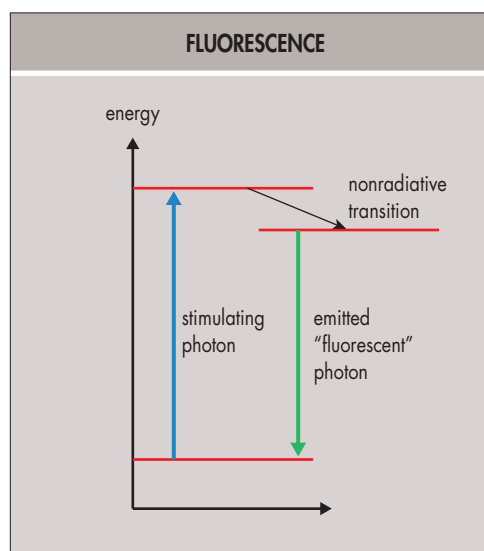 FLUORESCENCE
energy
nonradiative
transition
stimulating
photon
emitted
“fluorescent”
photon